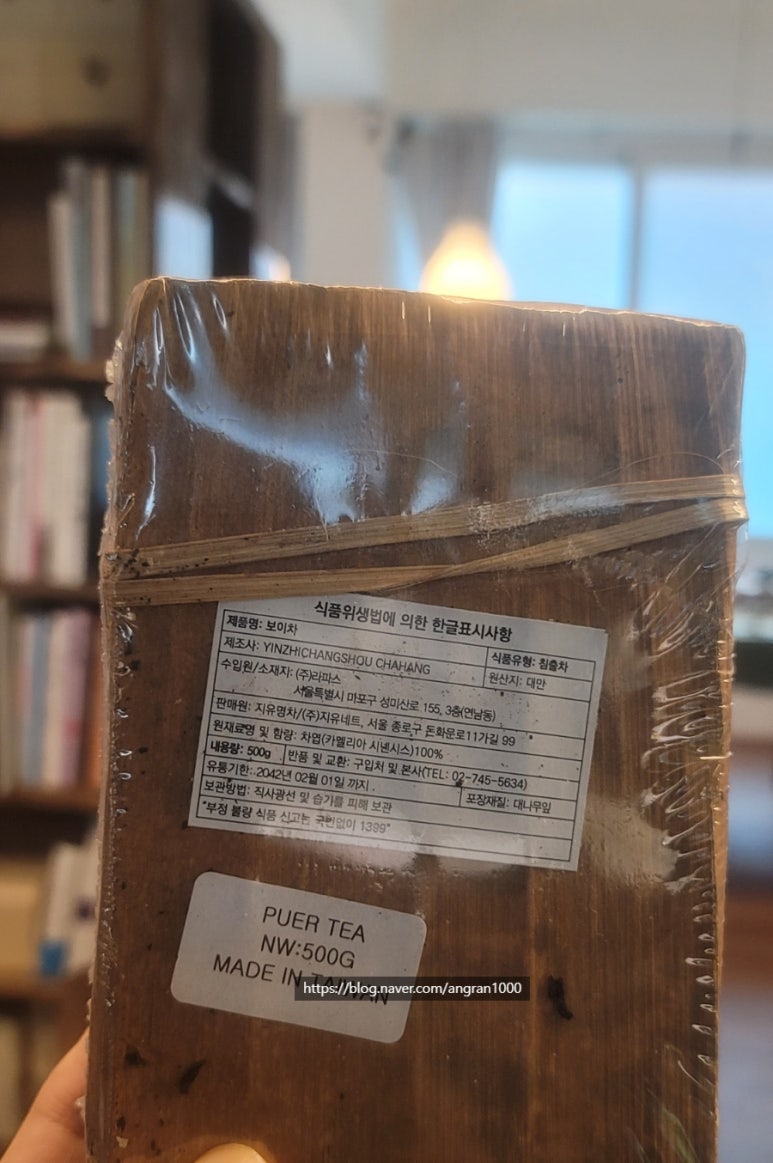 식품위생법에 의한 한글표시사항
제품명: 보이차
식품유형: 침출차
제조사: YINZHICHANGSHOU CHAHANG
원산지: 대만
수입원/소재지: (주)라파스
서울특별시 마포구 성미산로 155, 3층(연남동)
판매원: 지유명차/(주)지유네트, 서울 종로구 돈화문로11가길 99
원재료명 및 함량: 차엽(카멜리아 시넨시스)100%
내용량: 500g
반품 및 교환: 구입처 및 본사(TEL: 02-745-5634)
유통기한: 2042년 02월 01일 까지.
보관방법: 직사광선 및 습기를 피해 보관
포장재질: 대나무잎
"부정 불량 식품 신고는 국번없이 1399"
PUER TEA
NW:500G
MADE IN TAIWAN
https://blog.naver.com/angran1000